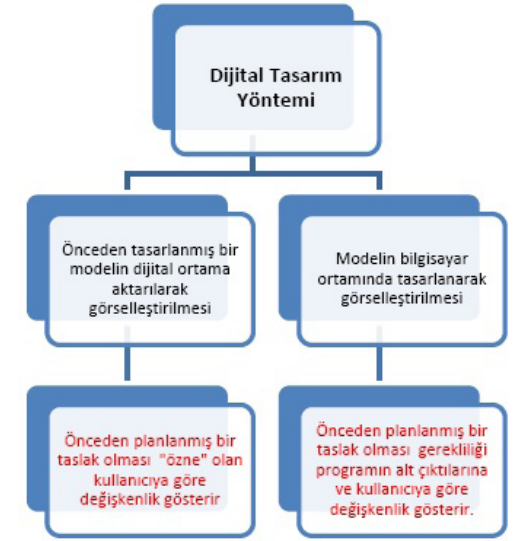 Dijital Tasarım
Yöntemi
Önceden tasarlanmış bir
modelin dijital ortama
aktarılarak
görselleştirilmesi
Modelin bilgisayar
ortamında tasarlanarak
görselleştirilmesi
Önceden planlanmış bir
taslak olması "özne" olan
kullanıcıya göre
değişkenlik gösterir
Önceden planlanmış bir
taslak olması gerekliliği
programın alt çıktılarına
ve kullanıcıya göre
değişkenlik gösterir.